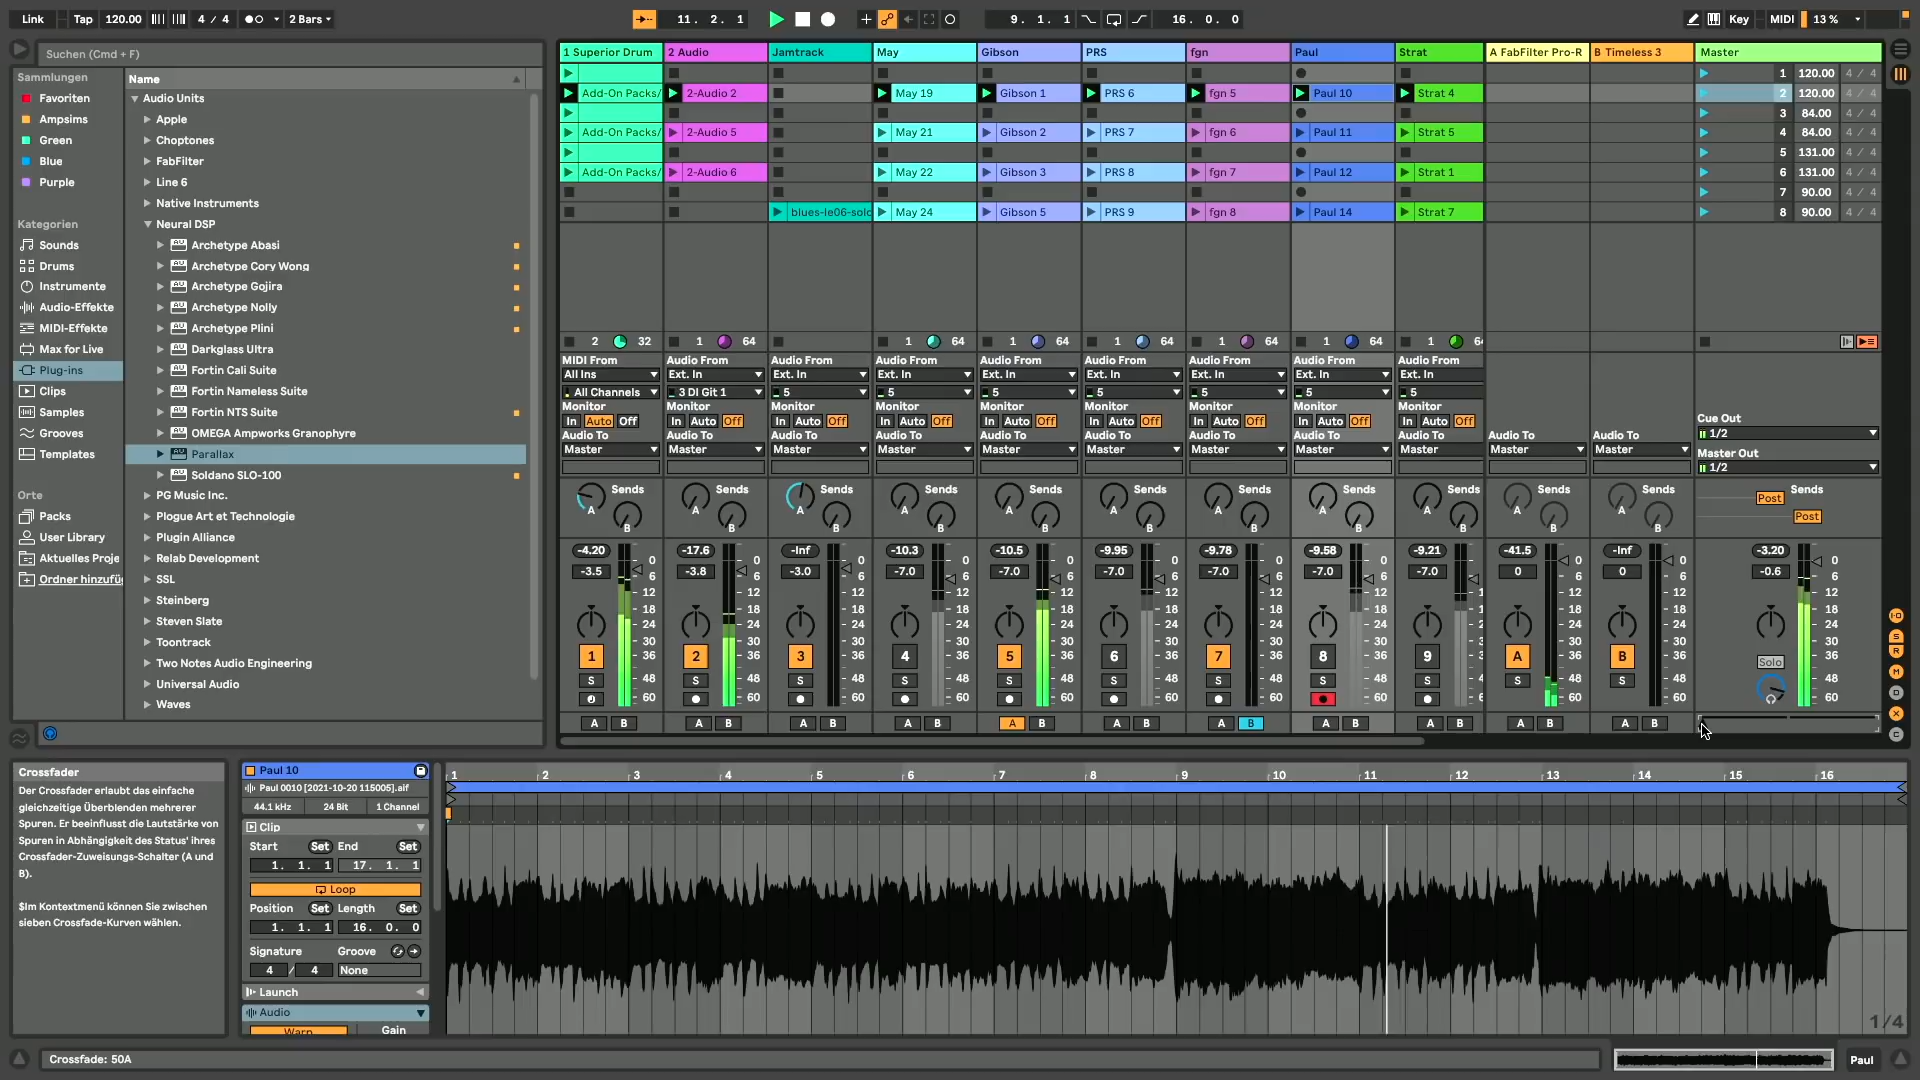 Link Tap 120.00 4 / 4 2 Bars 11. 2. 1 9. 1. 1 16. 0. 0 Key MIDI 13 %
Suchen (Cmd + F)
Sammlungen
Favoriten
Ampsims
Green
Blue
Purple
Kategorien
Sounds
Drums
Instrumente
Audio-Effekte
MIDI-Effekte
Max for Live
Plug-ins
Clips
Samples
Grooves
Templates
Orte
Packs
User Library
Aktuelles Proje
Ordner hinzufü
Name
Audio Units
Apple
Choptones
FabFilter
Line 6
Native Instruments
Neural DSP
Archetype Abasi
Archetype Cory Wong
Archetype Gojira
Archetype Nolly
Archetype Plini
Darkglass Ultra
Fortin Cali Suite
Fortin Nameless Suite
Fortin NTS Suite
OMEGA Ampworks Granophyre
Parallax
Soldano SLO-100
PG Music Inc.
Plogue Art et Technologie
Plugin Alliance
Relab Development
SSL
Steinberg
Steven Slate
Toontrack
Two Notes Audio Engineering
Universal Audio
Waves
1 Superior Drum 2 Audio Jamtrack May Gibson PRS fgn Paul Strat A FabFilter Pro-R B Timeless 3 Master
1 120.00 4 / 4
Add-On Packs/ 2-Audio 2 May 19 Gibson 1 PRS 6 fgn 5 Paul 10 Strat 4 2 120.00 4 / 4
3 84.00 4 / 4
Add-On Packs/ 2-Audio 5 May 21 Gibson 2 PRS 7 fgn 6 Paul 11 Strat 5 4 84.00 4 / 4
5 131.00 4 / 4
Add-On Packs/ 2-Audio 6 May 22 Gibson 3 PRS 8 fgn 7 Paul 12 Strat 1 6 131.00 4 / 4
7 90.00 4 / 4
blues-le06-solo May 24 Gibson 5 PRS 9 fgn 8 Paul 14 Strat 7 8 90.00 4 / 4
2 32 1 64 1 64 1 64 1 64 1 64 1 64 1 64
MIDI From Audio From Audio From Audio From Audio From Audio From Audio From Audio From Audio From
All Ins Ext. In Ext. In Ext. In Ext. In Ext. In Ext. In Ext. In Ext. In
All Channels 3 DI Git 1 5 5 5 5 5 5 5
Monitor Monitor Monitor Monitor Monitor Monitor Monitor Monitor Monitor Cue Out
In Auto Off In Auto Off In Auto Off In Auto Off In Auto Off In Auto Off In Auto Off In Auto Off In Auto Off 1/2
Audio To Audio To Audio To Audio To Audio To Audio To Audio To Audio To Audio To Audio To Audio To
Master Master Master Master Master Master Master Master Master Master Master Master Out
1/2
Sends Sends Sends Sends Sends Sends Sends Sends Sends Sends Sends Post Sends
A A A A A A A A A A A Post
B B B B B B B B B B B
-4.20 -17.6 -Inf -10.3 -10.5 -9.95 -9.78 -9.58 -9.21 -41.5 -Inf -3.20
-3.5 -3.8 -3.0 -7.0 -7.0 -7.0 -7.0 -7.0 -7.0 0 0 -0.6
0 0 0 0 0 0 0 0 0 0 0
6 6 6 6 6 6 6 6 6 6 6
12 12 12 12 12 12 12 12 12 12 12
18 18 18 18 18 18 18 18 18 18 18
24 24 24 24 24 24 24 24 24 24 24
30 30 30 30 30 30 30 30 30 30 30
1 36 2 36 3 36 4 36 5 36 6 36 7 36 8 36 9 A 36 B 36 Solo 36
S 48 S 48 S 48 S 48 S 48 S 48 S 48 S 48 S S 48 S 48 48
60 60 60 60 60 60 60 60 60 60 60
A B A B A B A B A B A B A B A B A B A B A B
I-O
S
R
M
D
X
C
Crossfader
Der Crossfader erlaubt das einfache
gleichzeitige Überblenden mehrerer
Spuren. Er beeinflusst die Lautstärke von
Spuren in Abhängigkeit des Status' ihres
Crossfader-Zuweisungs-Schalter (A und
B).
$Im Kontextmenü können Sie zwischen
sieben Crossfade-Kurven wählen.
Paul 10
Paul 0010 [2021-10-20 115005].aif
44.1 kHz 24 Bit 1 Channel
Clip
Start Set End Set
1. 1. 1 17. 1. 1
Loop
Position Set Length Set
1. 1. 1 16. 0. 0
Signature Groove
4 / 4 None
Launch
Audio
Warp Gain
1 2 3 4 5 6 7 8 9 10 11 12 13 14 15 16
1/4
Crossfade: 50A
Paul